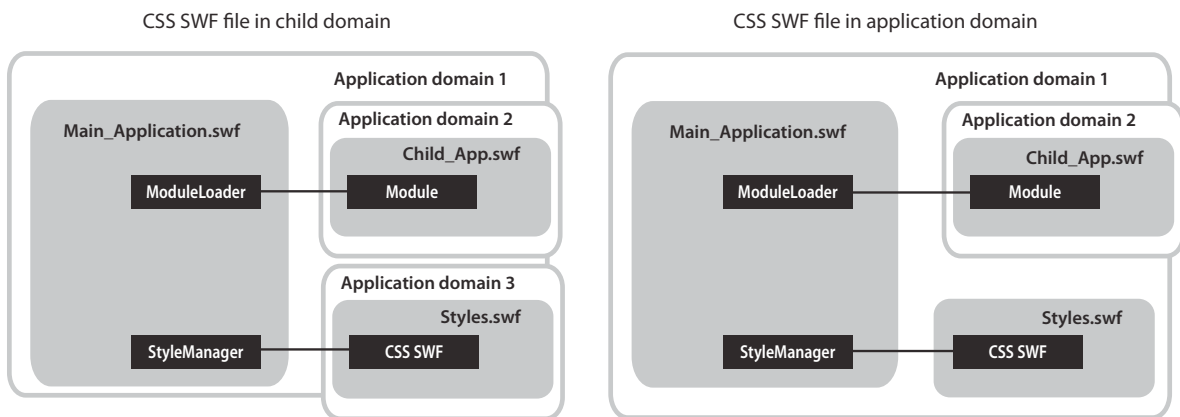 CSS SWF file in child domain
Application domain 1
Main_Application.swf
Application domain 2
Child_App.swf
ModuleLoader
Module
Application domain 3
Styles.swf
StyleManager
CSS SWF
CSS SWF file in application domain
Application domain 1
Main_Application.swf
Application domain 2
Child_App.swf
ModuleLoader
Module
Styles.swf
StyleManager
CSS SWF